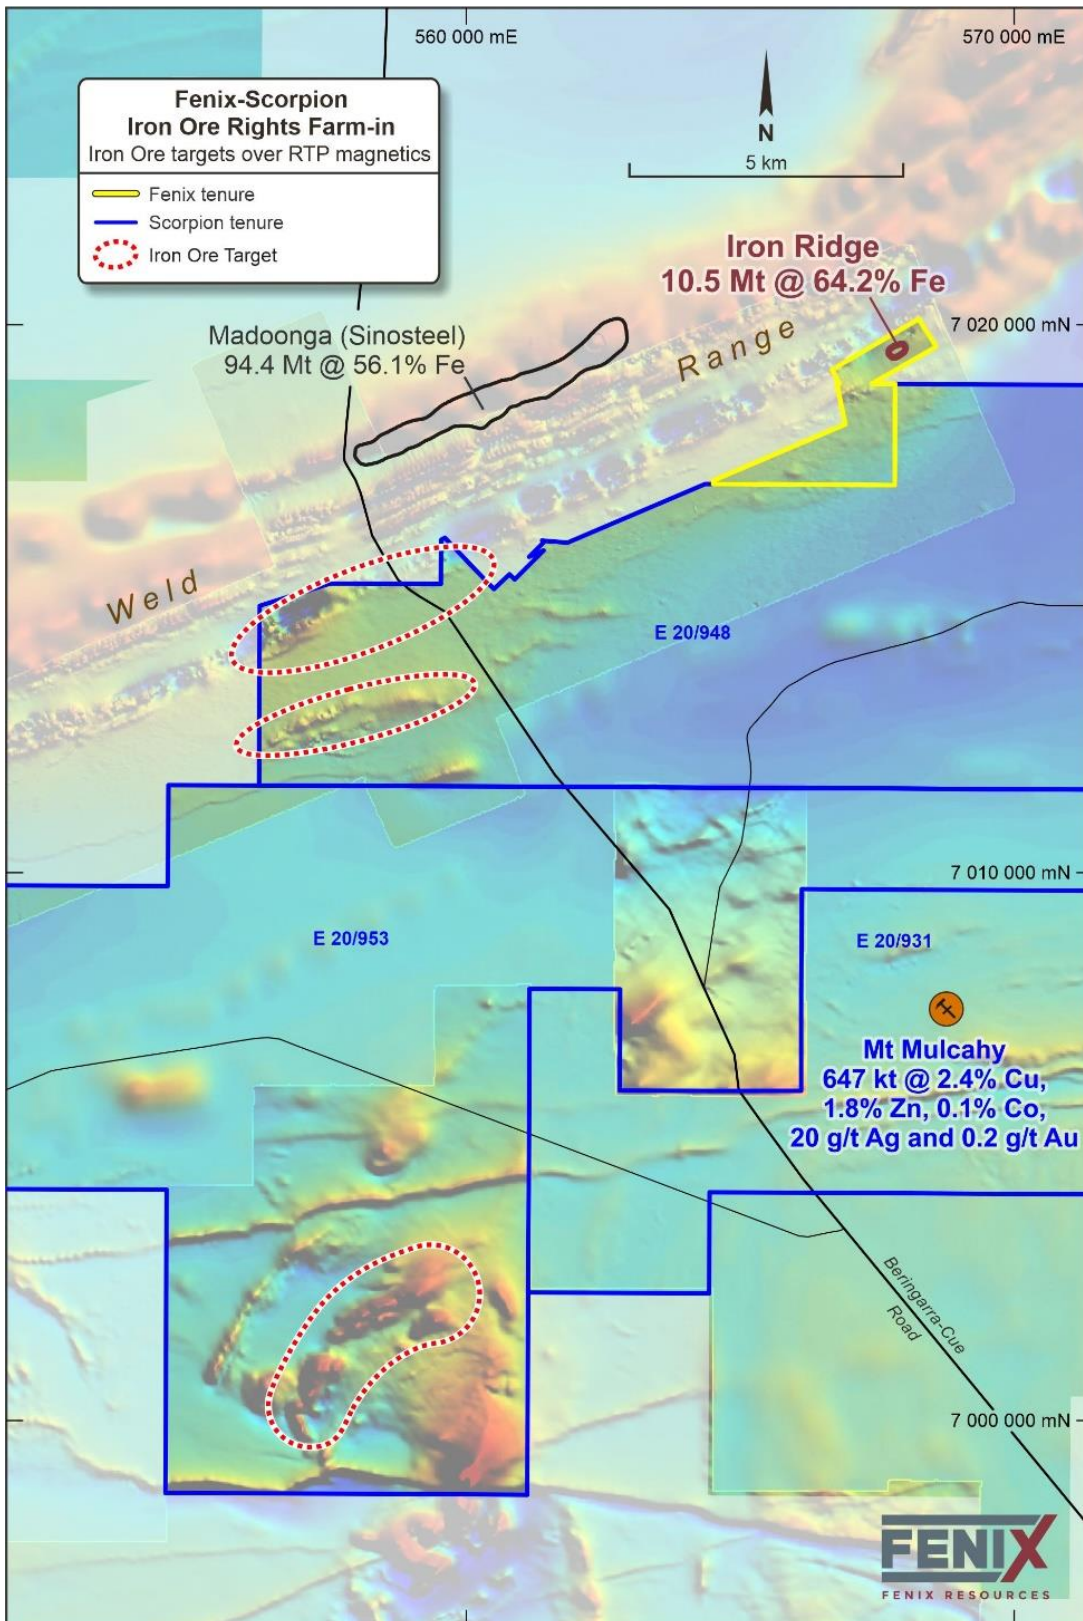 560 000 mE
570 000 mE
Fenix-Scorpion
Iron Ore Rights Farm-in
Iron Ore targets over RTP magnetics
Fenix tenure
Scorpion tenure
Iron Ore Target
N
5 km
Iron Ridge
10.5 Mt @ 64.2% Fe
7 020 000 mN
Madoonga (Sinosteel)
94.4 Mt @ 56.1% Fe
Range
Weld
E 20/948
7 010 000 mN
E 20/953
E 20/931
Mt Mulcahy
647 kt @ 2.4% Cu,
1.8% Zn, 0.1% Co,
20 g/t Ag and 0.2 g/t Au
Beringarra-Cue
Road
7 000 000 mN
FENIX
FENIX RESOURCES